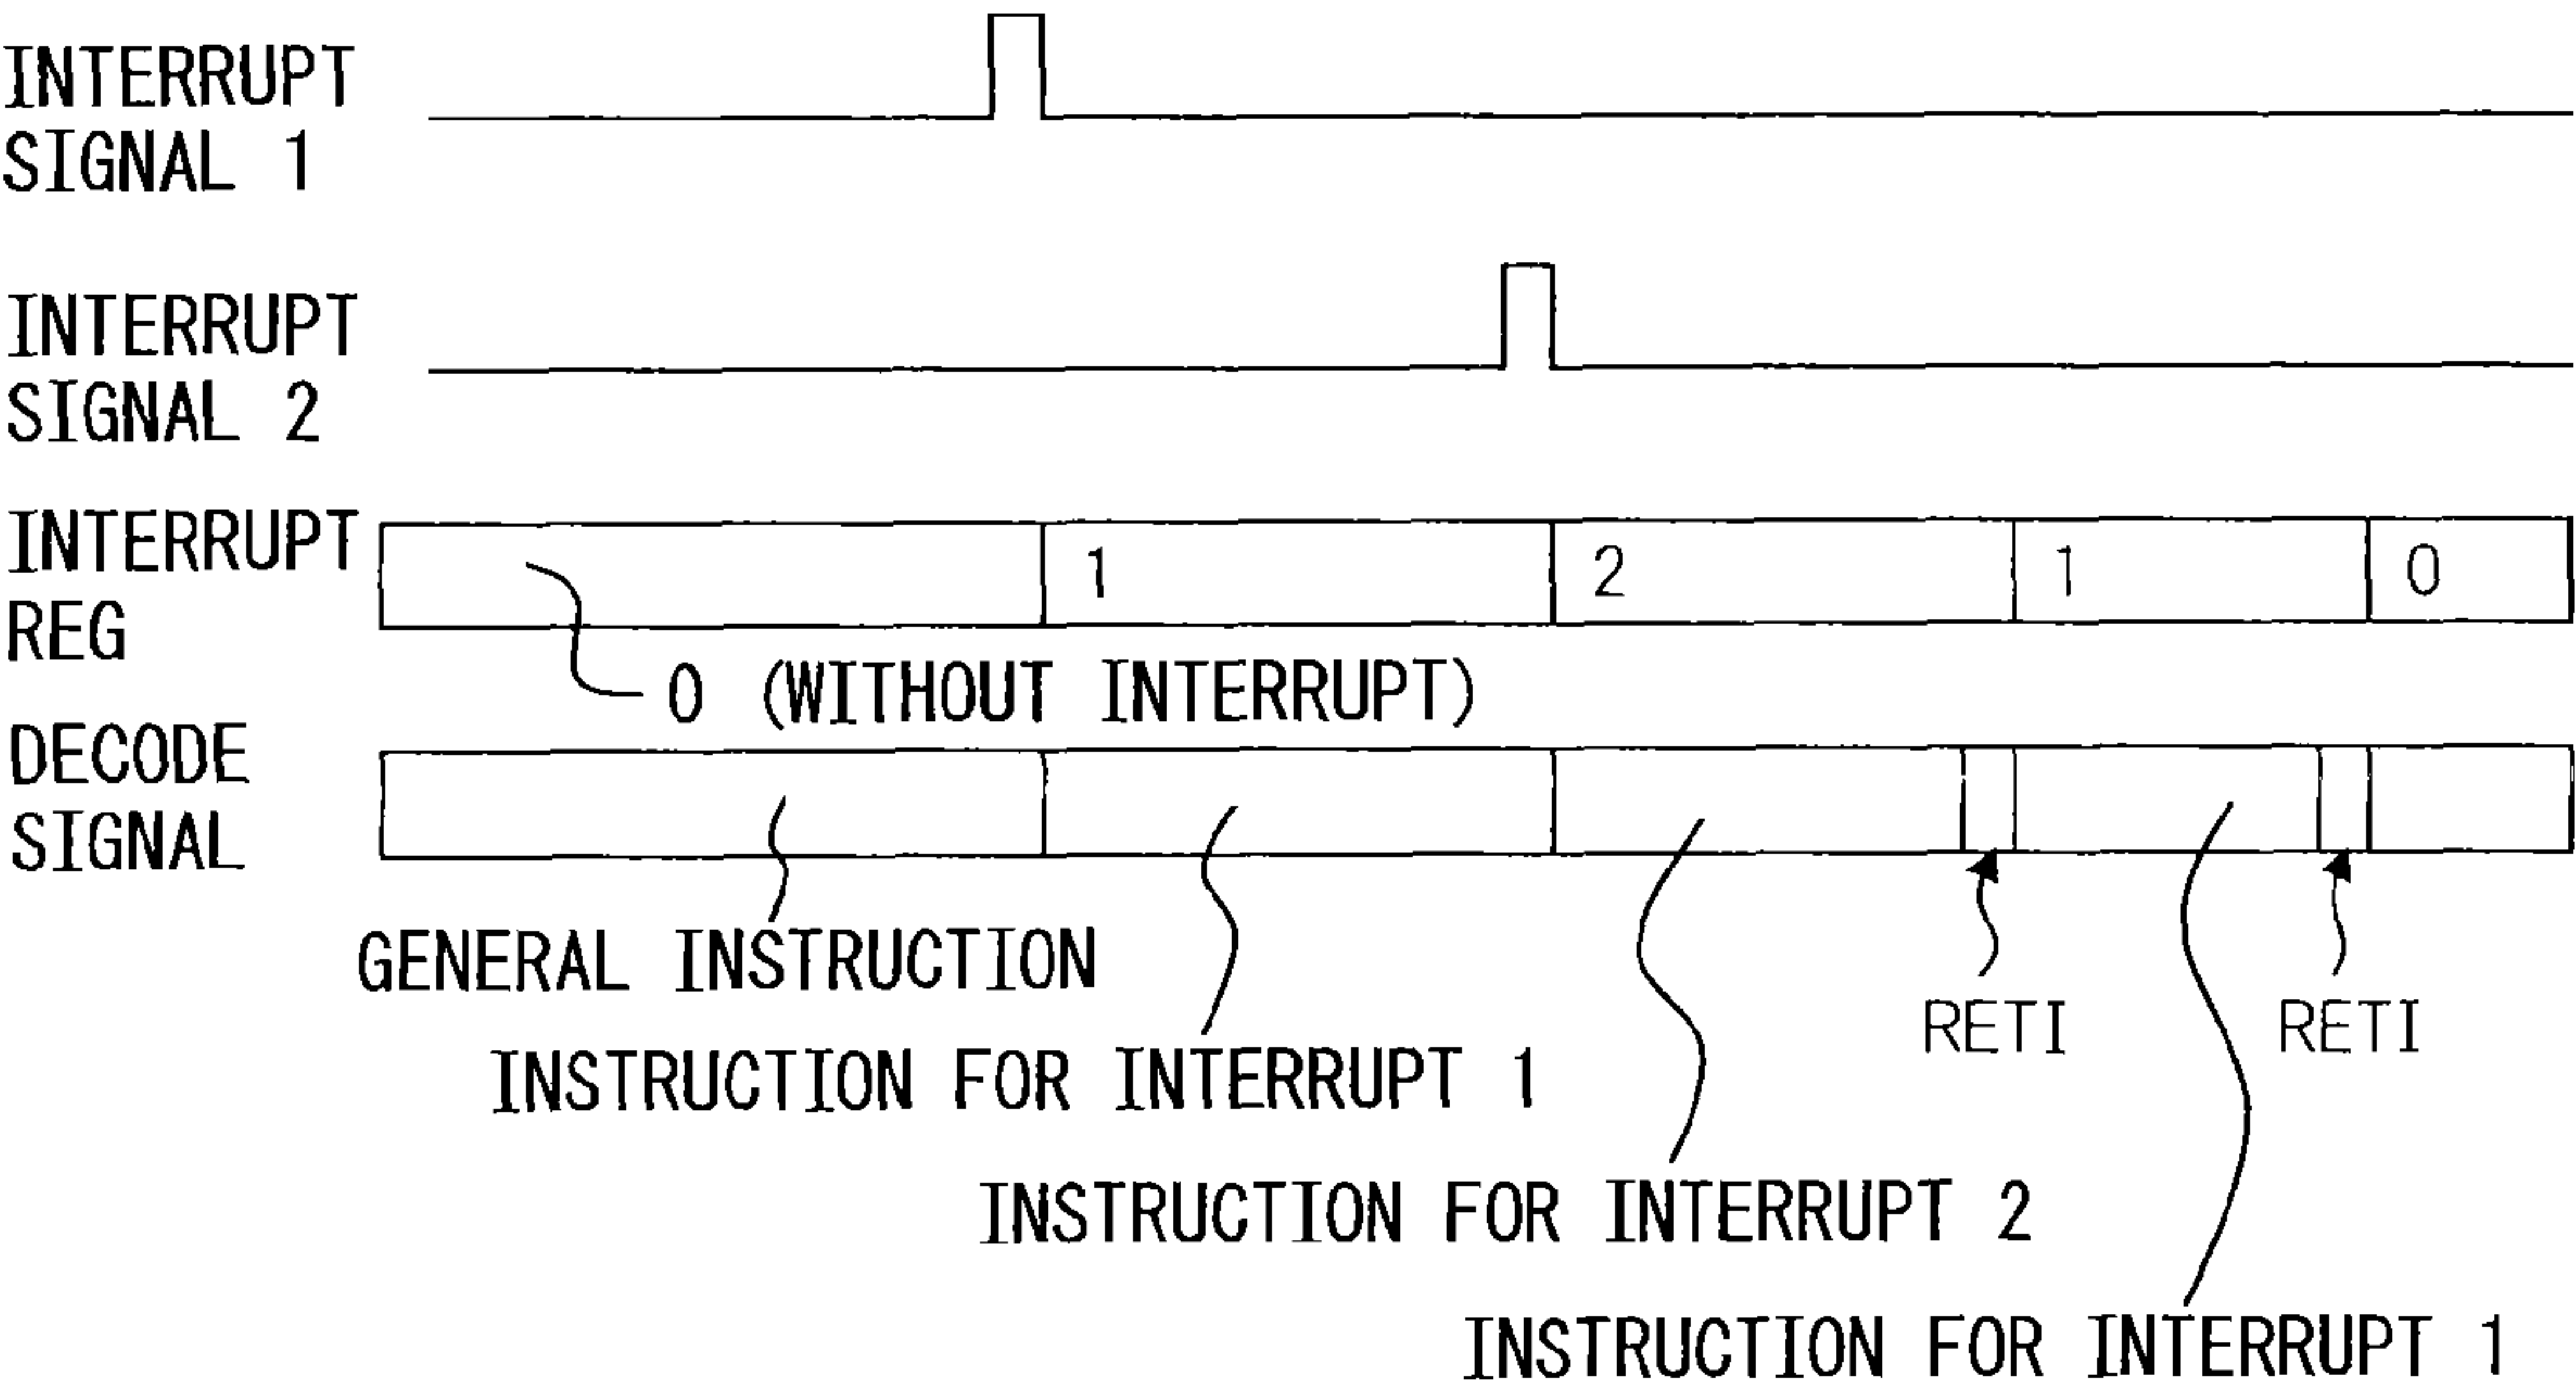 INTERRUPT
SIGNAL 1
INTERRUPT
SIGNAL 2
INTERRUPT
REG
1
2
1
0
0 (WITHOUT INTERRUPT)
DECODE
SIGNAL
GENERAL INSTRUCTION
RETI
RETI
INSTRUCTION FOR INTERRUPT 1
INSTRUCTION FOR INTERRUPT 2
INSTRUCTION FOR INTERRUPT 1